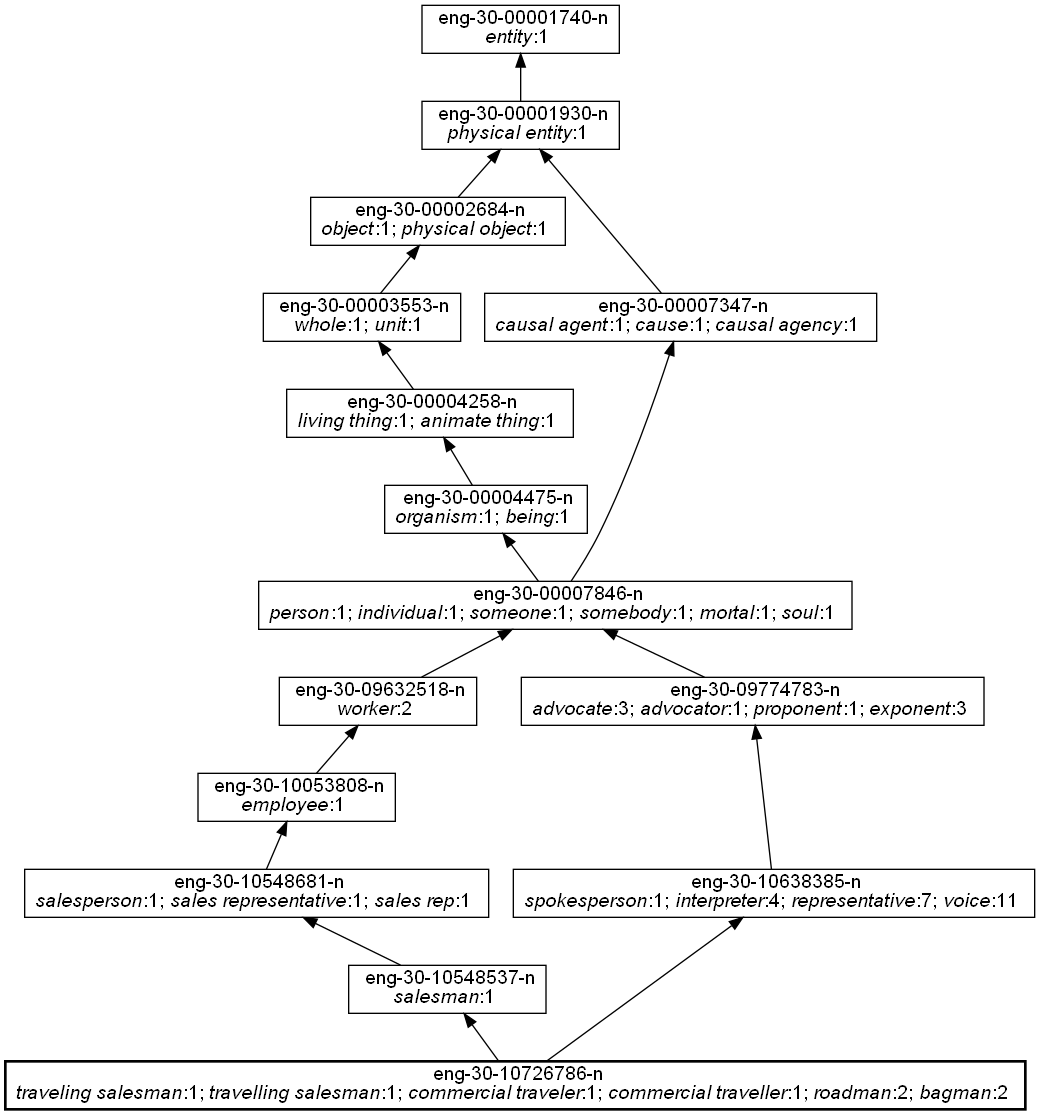 eng-30-00001740-n
entity:1
eng-30-00001930-n
physical entity:1
eng-30-00002684-n
object:1; physical object:1
eng-30-00003553-n
whole:1; unit:1
eng-30-00007347-n
causal agent:1; cause:1; causal agency:1
eng-30-00004258-n
living thing:1; animate thing:1
eng-30-00004475-n
organism:1; being:1
eng-30-00007846-n
person:1; individual:1; someone:1; somebody:1; mortal:1; soul:1
eng-30-09632518-n
worker:2
eng-30-09774783-n
advocate:3; advocator:1; proponent:1; exponent:3
eng-30-10053808-n
employee:1
eng-30-10548681-n
salesperson:1; sales representative:1; sales rep:1
eng-30-10638385-n
spokesperson:1; interpreter:4; representative:7; voice:11
eng-30-10548537-n
salesman:1
eng-30-10726786-n
traveling salesman:1; travelling salesman:1; commercial traveler:1; commercial traveller:1; roadman:2; bagman:2